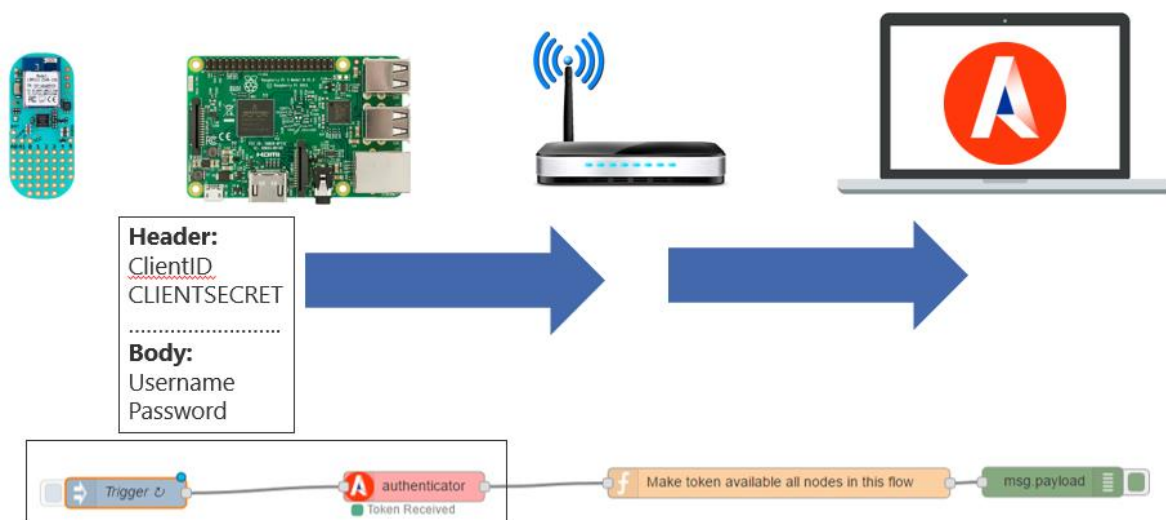 Header:
ClientID
CLIENTSECRET
............................
Body:
Username
Password
Trigger ↻
authenticator
Token Received
f
Make token available all nodes in this flow
msg.payload